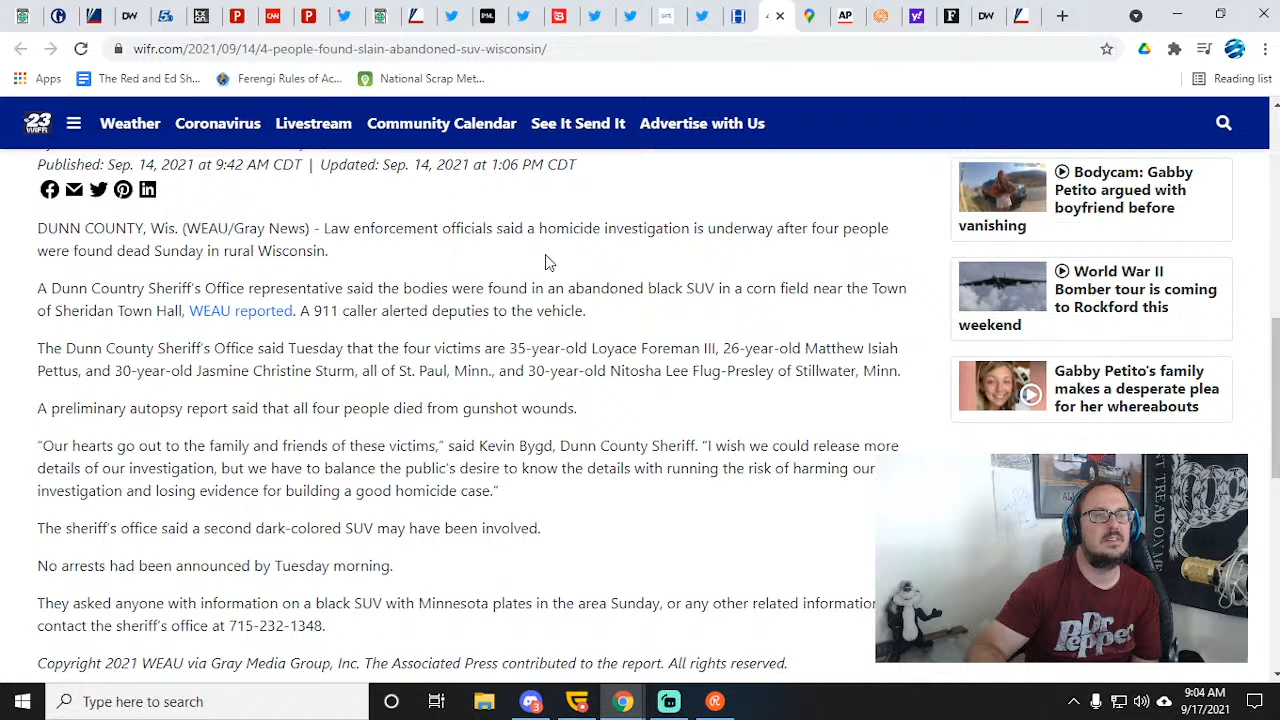 wifr.com/2021/09/14/4-people-found-slain-abandoned-suv-wisconsin/
Apps
The Red and Ed Sh...
Ferengi Rules of Ac...
National Scrap Met...
Reading list
23
WIFR
Weather
Coronavirus
Livestream
Community Calendar
See It Send It
Advertise with Us
Published: Sep. 14, 2021 at 9:42 AM CDT | Updated: Sep. 14, 2021 at 1:06 PM CDT
DUNN COUNTY, Wis. (WEAU/Gray News) - Law enforcement officials said a homicide investigation is underway after four people
were found dead Sunday in rural Wisconsin.
A Dunn Country Sheriff's Office representative said the bodies were found in an abandoned black SUV in a corn field near the Town
of Sheridan Town Hall, WEAU reported. A 911 caller alerted deputies to the vehicle.
The Dunn County Sheriff's Office said Tuesday that the four victims are 35-year-old Loyace Foreman III, 26-year-old Matthew Isiah
Pettus, and 30-year-old Jasmine Christine Sturm, all of St. Paul, Minn., and 30-year-old Nitosha Lee Flug-Presley of Stillwater, Minn.
A preliminary autopsy report said that all four people died from gunshot wounds.
“Our hearts go out to the family and friends of these victims,” said Kevin Bygd, Dunn County Sheriff. “I wish we could release more
details of our investigation, but we have to balance the public's desire to know the details with running the risk of harming our
investigation and losing evidence for building a good homicide case.”
The sheriff's office said a second dark-colored SUV may have been involved.
No arrests had been announced by Tuesday morning.
They asked anyone with information on a black SUV with Minnesota plates in the area Sunday, or any other related information
contact the sheriff's office at 715-232-1348.
Copyright 2021 WEAU via Gray Media Group, Inc. The Associated Press contributed to the report. All rights reserved.
Bodycam: Gabby
Petito argued with
boyfriend before
vanishing
World War II
Bomber tour is coming
to Rockford this
weekend
Gabby Petito's family
makes a desperate plea
for her whereabouts
TREAD ON ME
Dr
Pepper
Type here to search
9:04 AM
9/17/2021